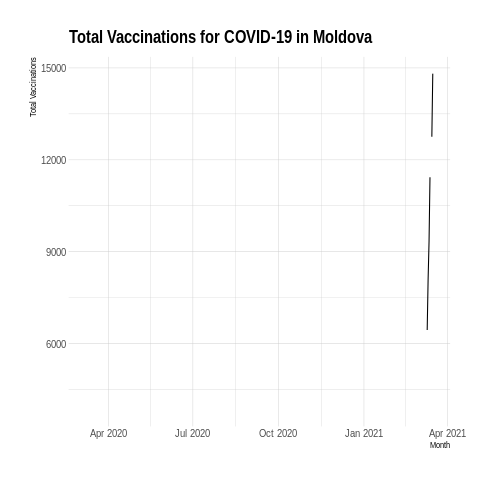 Total Vaccinations for COVID-19 in Moldova
Total Vaccinations
15000
12000
9000
6000
Apr 2020 Jul 2020 Oct 2020 Jan 2021 Apr 2021
Month